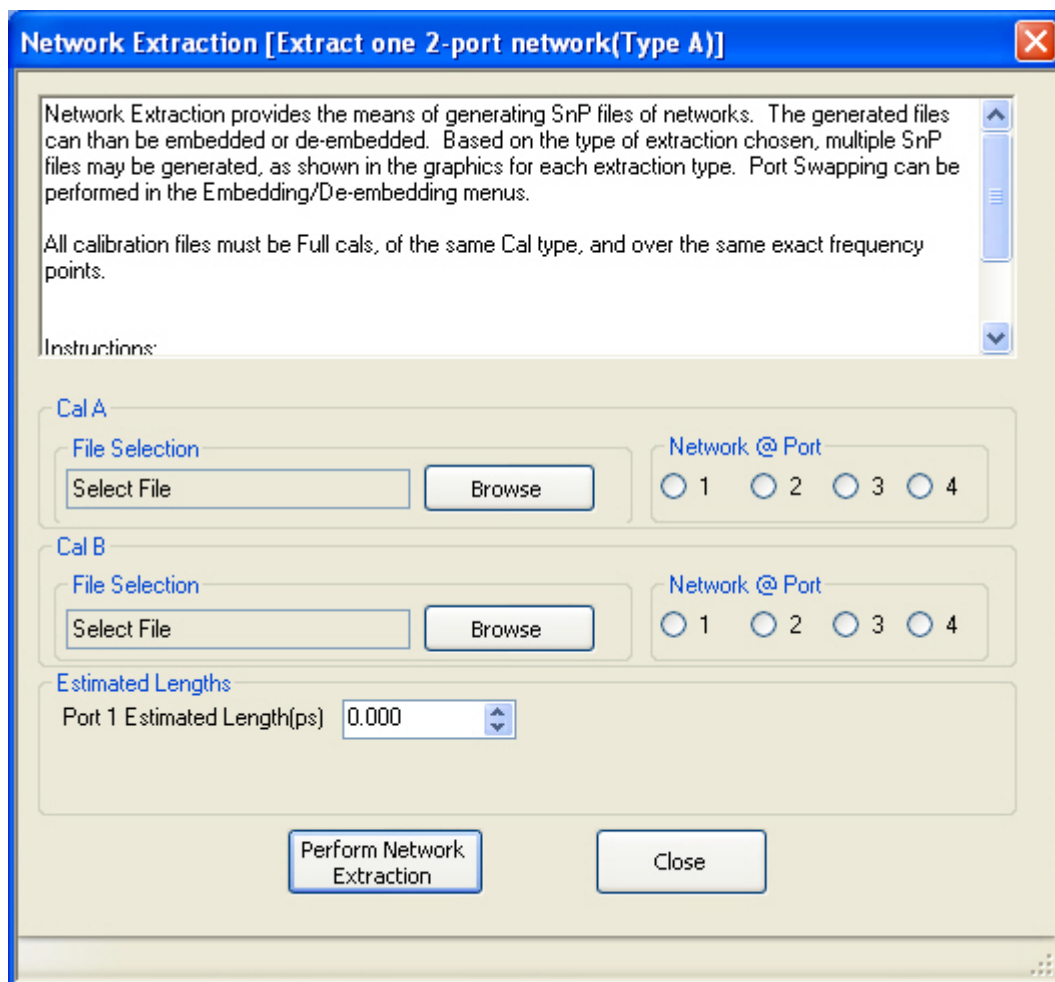 Network Extraction [Extract one 2-port network(Type A)]
Network Extraction provides the means of generating SnP files of networks.  The generated files
can than be embedded or de-embedded.  Based on the type of extraction chosen, multiple SnP
files may be generated, as shown in the graphics for each extraction type.  Port Swapping can be
performed in the Embedding/De-embedding menus.
All calibration files must be Full cals, of the same Cal type, and over the same exact frequency
points.
Instructions:
Cal A
File Selection
Network @ Port
Select File
Browse
1 2 3 4
Cal B
File Selection
Network @ Port
Select File
Browse
1 2 3 4
Estimated Lengths
Port 1 Estimated Length(ps) 0.000
Perform Network
Extraction
Close